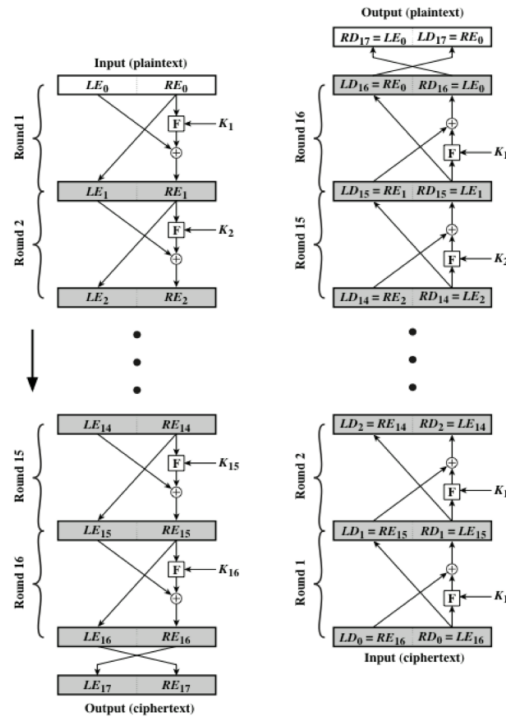 Input (plaintext)
LE₀ RE₀
Round 1
F K₁
LE₁ RE₁
Round 2
F K₂
LE₂ RE₂
LE₁₄ RE₁₄
Round 15
F K₁₅
LE₁₅ RE₁₅
Round 16
F K₁₆
LE₁₆ RE₁₆
LE₁₇ RE₁₇
Output (ciphertext)
Output (plaintext)
RD₁₇ = LE₀ LD₁₇ = RE₀
LD₁₆ = RE₀ RD₁₆ = LE₀
Round 16
F K₁
LD₁₅ = RE₁ RD₁₅ = LE₁
Round 15
F K₂
LD₁₄ = RE₂ RD₁₄ = LE₂
LD₂ = RE₁₄ RD₂ = LE₁₄
Round 2
F K₁
LD₁ = RE₁₅ RD₁ = LE₁₅
Round 1
F K₁
LD₀ = RE₁₆ RD₀ = LE₁₆
Input (ciphertext)